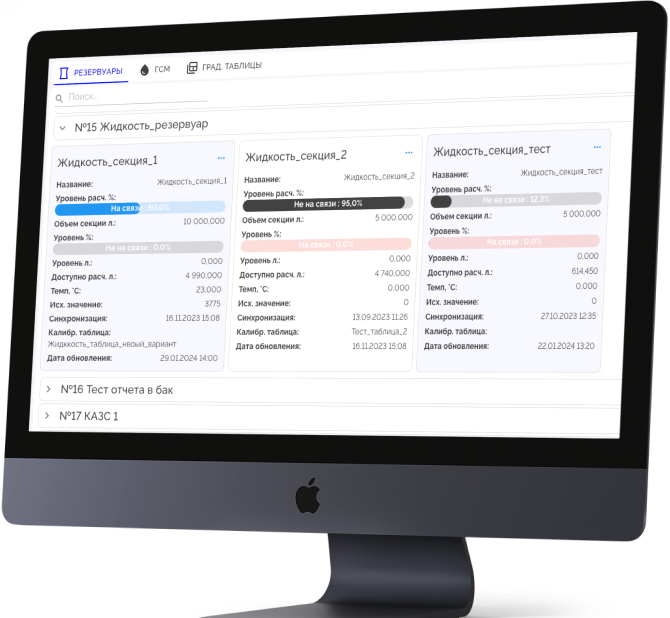 РЕЗЕРВУАРЫ ГСМ ГРАД. ТАБЛИЦЫ
Поиск...
№15 Жидкость_резервуар
Жидкость_секция_1 ...
Название: Жидкость_секция_1
Уровень расч. %:
На связи : 50,0%
Объем секции л.: 10 000,000
Уровень %:
Не на связи : 0,0%
Уровень л.: 0,000
Доступно расч. л.: 4 990,000
Темп, °C: 23,000
Исх. значение: 3775
Синхронизация: 16.11.2023 15:08
Калибр. таблица:
Жидккость_таблица_нвоый_вариант
Дата обновления: 29.01.2024 14:00
Жидкость_секция_2 ...
Название: Жидкость_секция_2
Уровень расч. %:
Не на связи : 95,0%
Объем секции л.: 5 000,000
Уровень %:
Не на связи : 0,0%
Уровень л.: 0,000
Доступно расч. л.: 4 740,000
Темп, °C: 0,000
Исх. значение: 0
Синхронизация: 13.09.2023 11:26
Калибр. таблица: Тест_таблица_2
Дата обновления: 16.11.2023 15:08
Жидкость_секция_тест ...
Название: Жидкость_секция_тест
Уровень расч. %:
Не на связи : 12,3%
Объем секции л.: 5 000,000
Уровень %:
Не на связи : 0,0%
Уровень л.: 0,000
Доступно расч. л.: 614,450
Темп, °C: 0,000
Исх. значение: 0
Синхронизация: 27.10.2023 12:35
Калибр. таблица:
Дата обновления: 22.01.2024 13:20
№16 Тест отчета в бак
№17 КАЗС 1